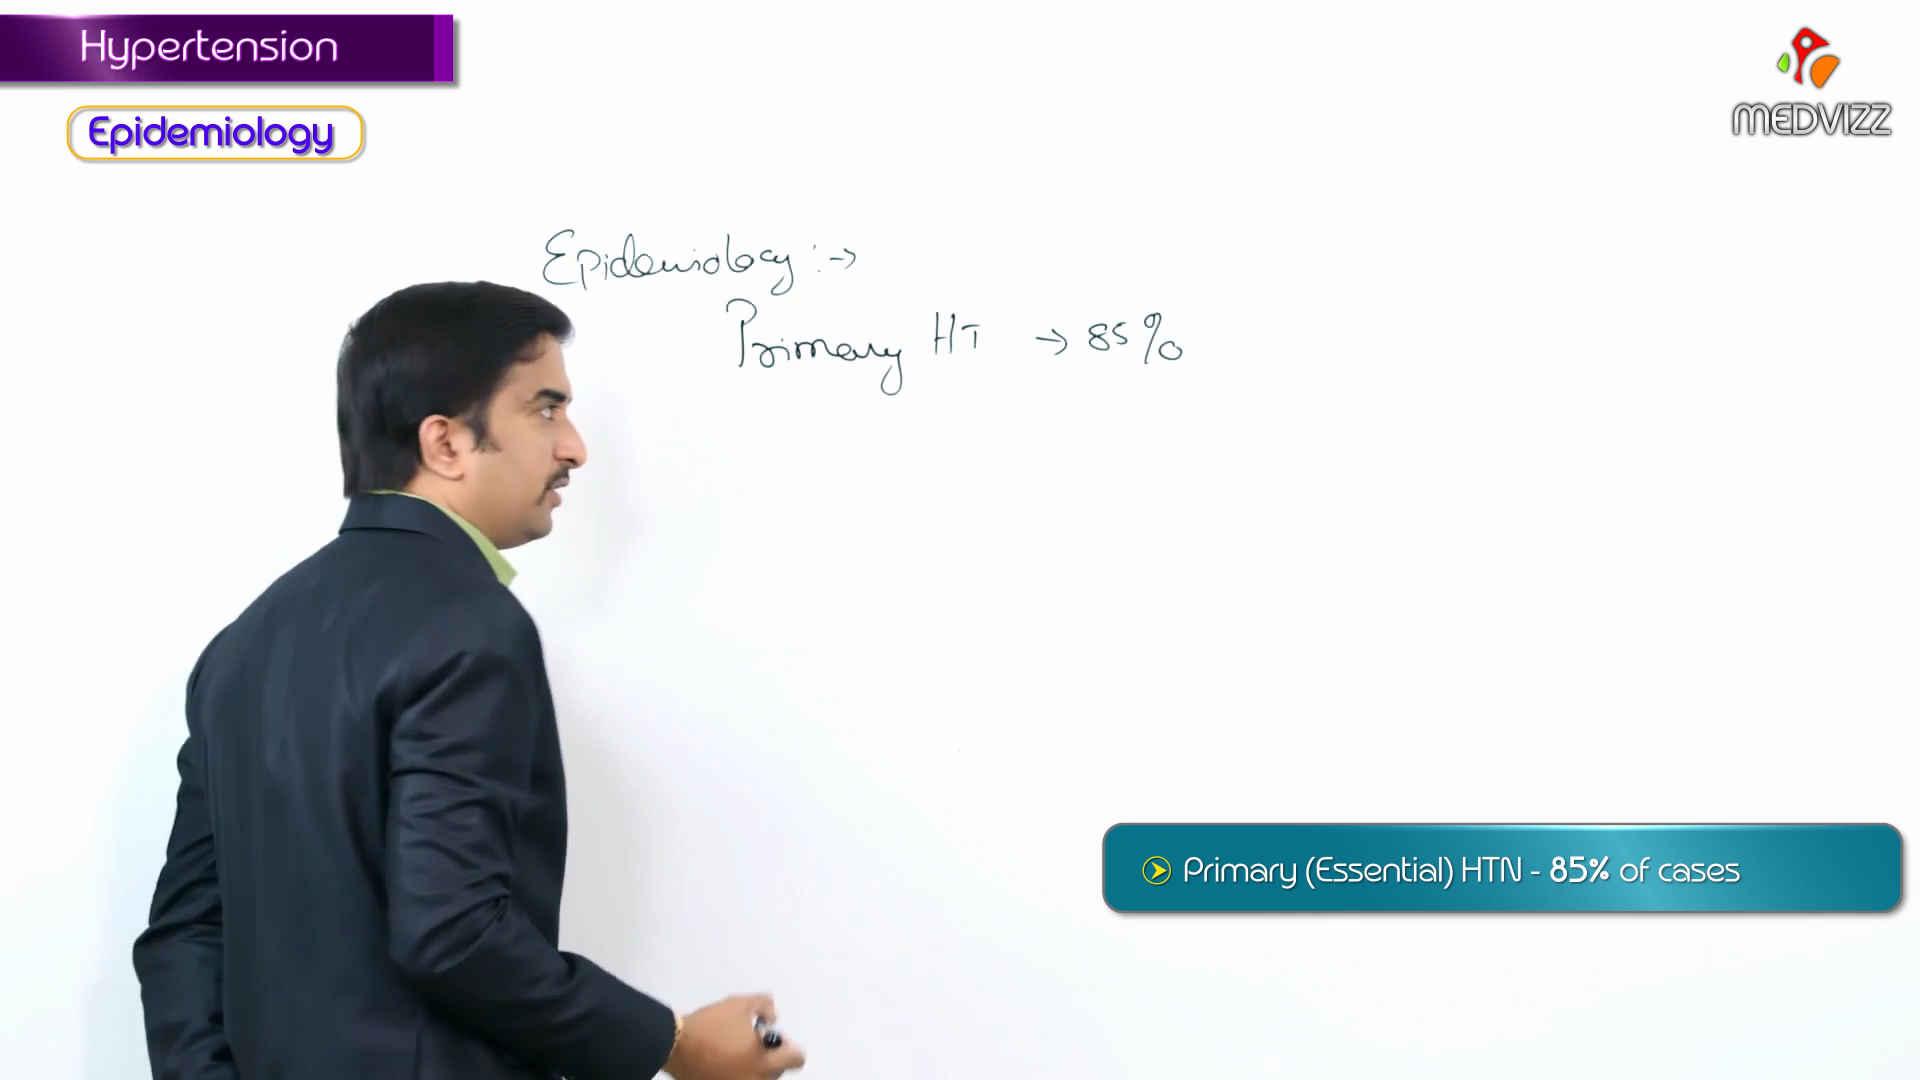 Hypertension
MEDVIZZ
Epidemiology
Epidemiology :->
Primary HT -> 85%
Primary (Essential) HTN - 85% of cases